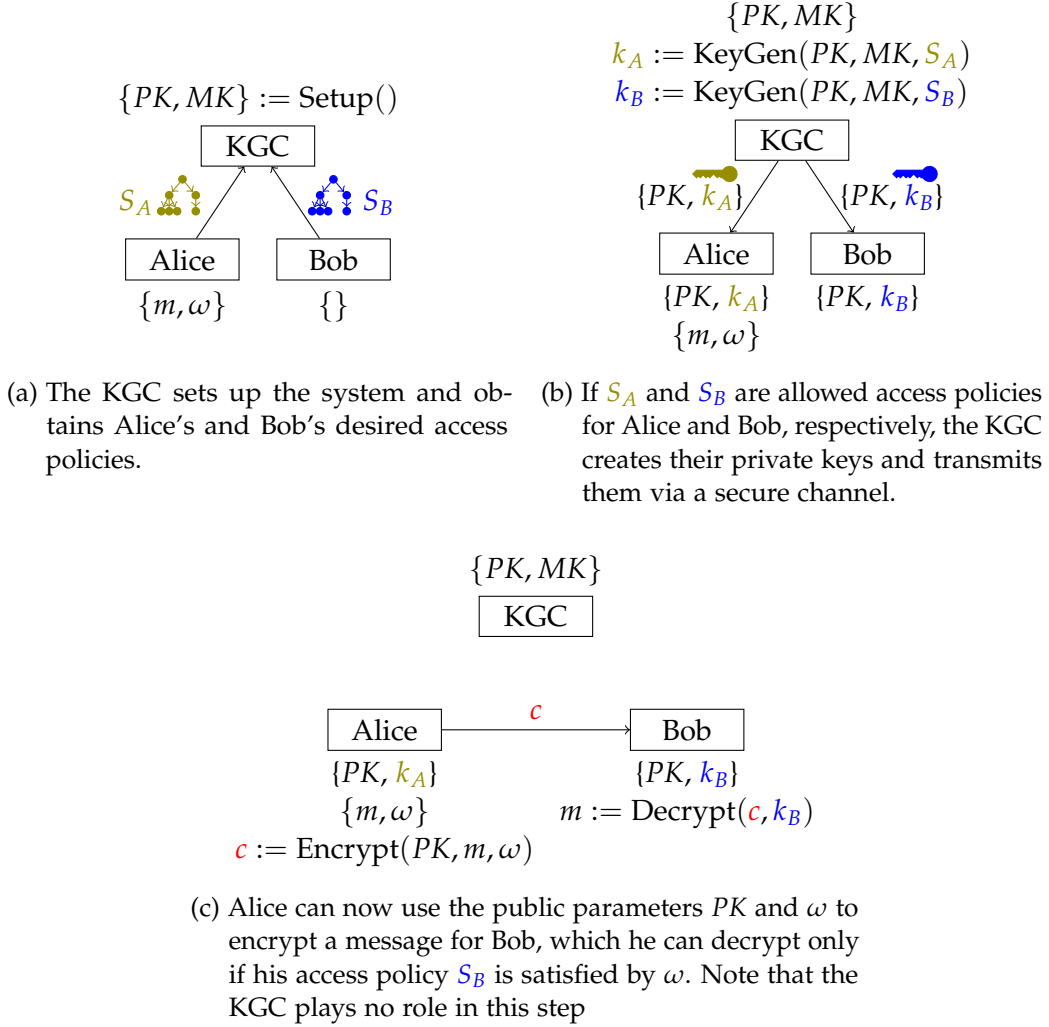 {PK, MK} := Setup()
KGC
S_A
S_B
Alice
Bob
{m, ω}
{}
(a) The KGC sets up the system and ob-
tains Alice's and Bob's desired access
policies.
{PK, MK}
k_A := KeyGen(PK, MK, S_A)
k_B := KeyGen(PK, MK, S_B)
KGC
{PK, k_A}
{PK, k_B}
Alice
Bob
{PK, k_A}
{PK, k_B}
{m, ω}
(b) If S_A and S_B are allowed access policies
for Alice and Bob, respectively, the KGC
creates their private keys and transmits
them via a secure channel.
{PK, MK}
KGC
c
Alice
Bob
{PK, k_A}
{PK, k_B}
{m, ω}
m := Decrypt(c, k_B)
c := Encrypt(PK, m, ω)
(c) Alice can now use the public parameters PK and ω to
encrypt a message for Bob, which he can decrypt only
if his access policy S_B is satisfied by ω. Note that the
KGC plays no role in this step